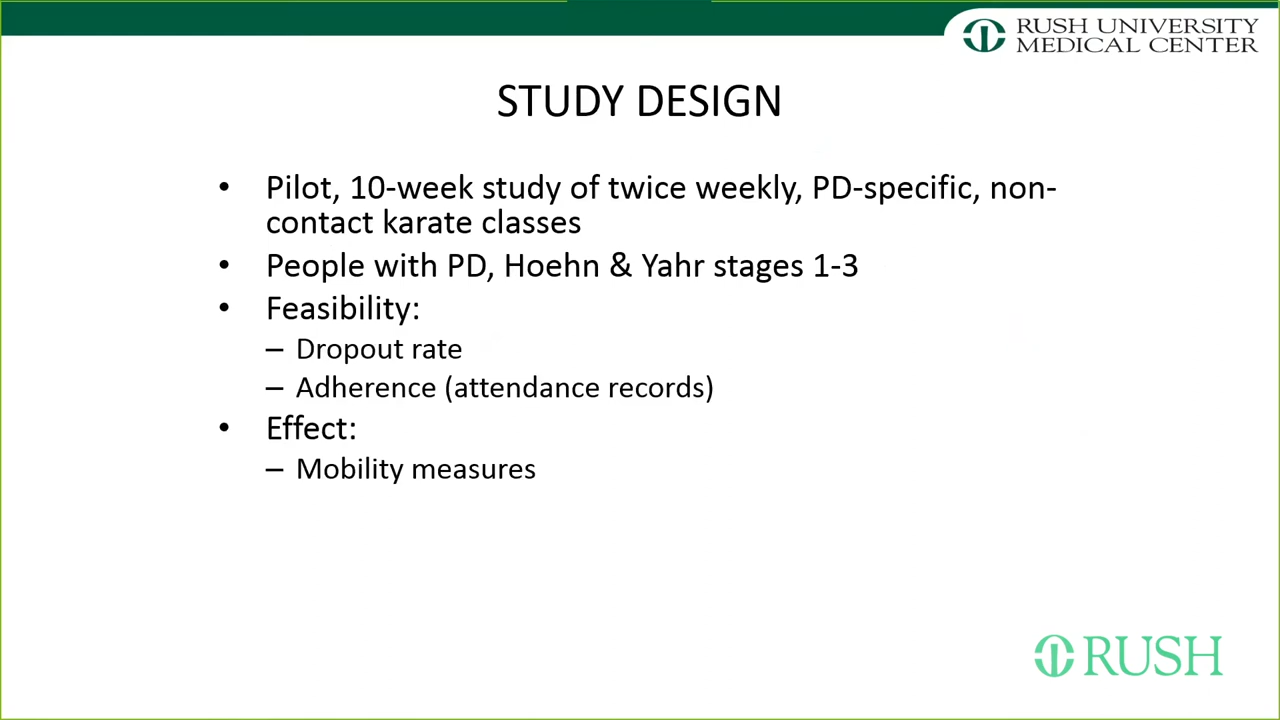 RUSH UNIVERSITY
MEDICAL CENTER
STUDY DESIGN
• Pilot, 10-week study of twice weekly, PD-specific, non-
contact karate classes
• People with PD, Hoehn & Yahr stages 1-3
• Feasibility:
– Dropout rate
– Adherence (attendance records)
• Effect:
– Mobility measures
RUSH